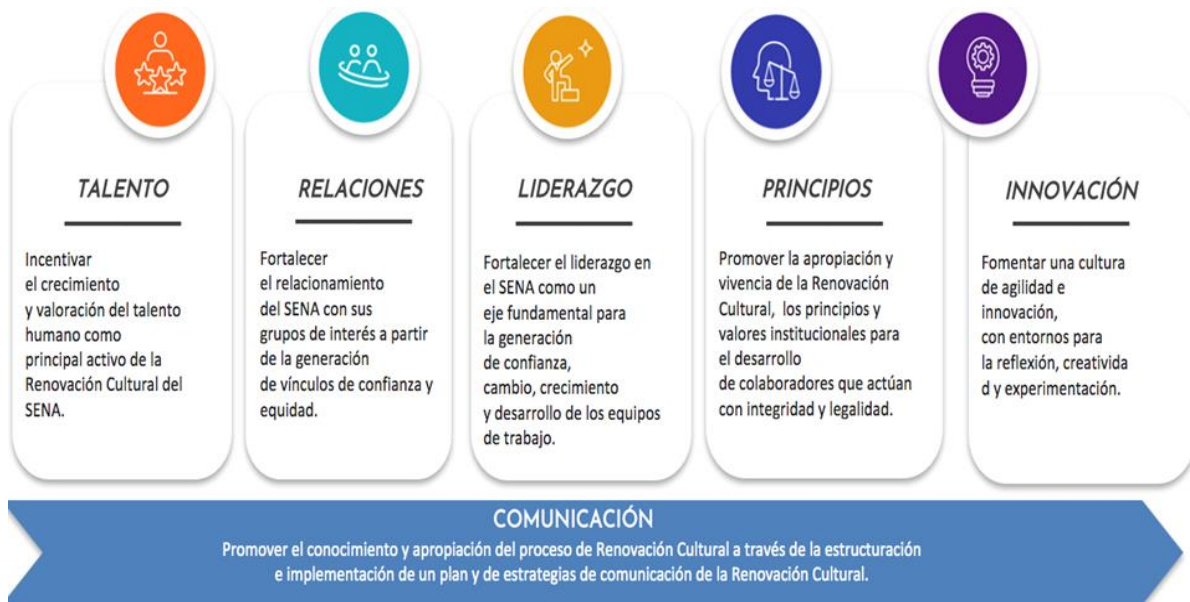 TALENTO
Incentivar
el crecimiento
y valoración del talento
humano como
principal activo de la
Renovación Cultural del
SENA.
RELACIONES
Fortalecer
el relacionamiento
del SENA con sus
grupos de interés a partir
de la generación
de vínculos de confianza y
equidad.
LIDERAZGO
Fortalecer el liderazgo en
el SENA como un
eje fundamental para
la generación
de confianza,
cambio, crecimiento
y desarrollo de los equipos
de trabajo.
PRINCIPIOS
Promover la apropiación y
vivencia de la Renovación
Cultural,  los principios y
valores institucionales para
el desarrollo
de colaboradores que actúan
con integridad y legalidad.
INNOVACIÓN
Fomentar una cultura
de agilidad e
innovación,
con entornos para
la reflexión, creativida
d y experimentación.
COMUNICACIÓN
Promover el conocimiento y apropiación del proceso de Renovación Cultural a través de la estructuración
e implementación de un plan y de estrategias de comunicación de la Renovación Cultural.